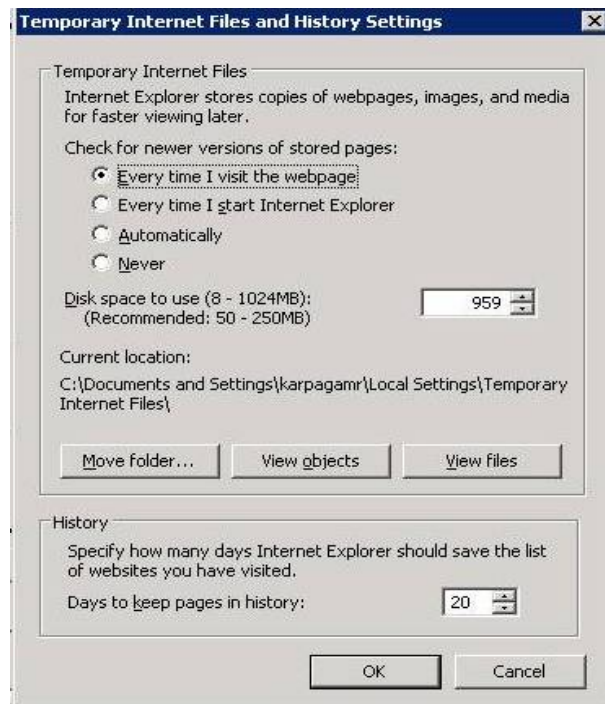 Temporary Internet Files and History Settings
Temporary Internet Files
Internet Explorer stores copies of webpages, images, and media
for faster viewing later.
Check for newer versions of stored pages:
Every time I visit the webpage
Every time I start Internet Explorer
Automatically
Never
Disk space to use (8 - 1024MB): 959
(Recommended: 50 - 250MB)
Current location:
C:\Documents and Settings\karpagamr\Local Settings\Temporary
Internet Files\
Move folder... View objects View files
History
Specify how many days Internet Explorer should save the list
of websites you have visited.
Days to keep pages in history: 20
OK Cancel